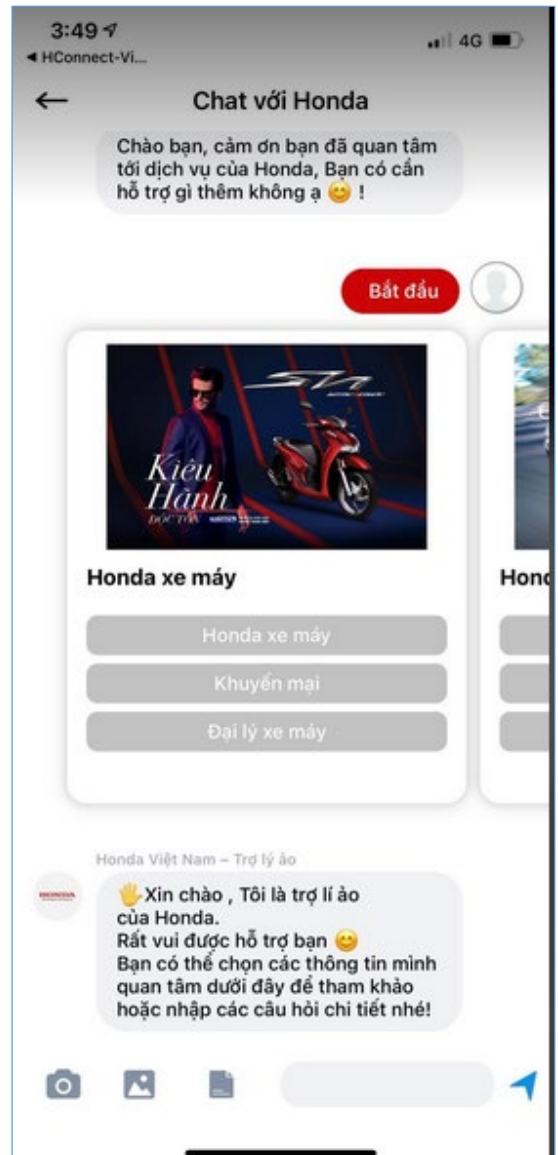 3:49
4G
◀ HConnect-Vi...
Chat với Honda
Chào bạn, cảm ơn bạn đã quan tâm
tới dịch vụ của Honda, Bạn có cần
hỗ trợ gì thêm không ạ 😊 !
Bắt đầu
Kiêu
Hãnh
ĐỘC TÔN
Honda xe máy
Hond
Honda xe máy
Khuyến mại
Đại lý xe máy
Honda Việt Nam – Trợ lý ảo
HONDA
🖐Xin chào , Tôi là trợ lí ảo
của Honda.
Rất vui được hỗ trợ bạn 😊
Bạn có thể chọn các thông tin mình
quan tâm dưới đây để tham khảo
hoặc nhập các câu hỏi chi tiết nhé!